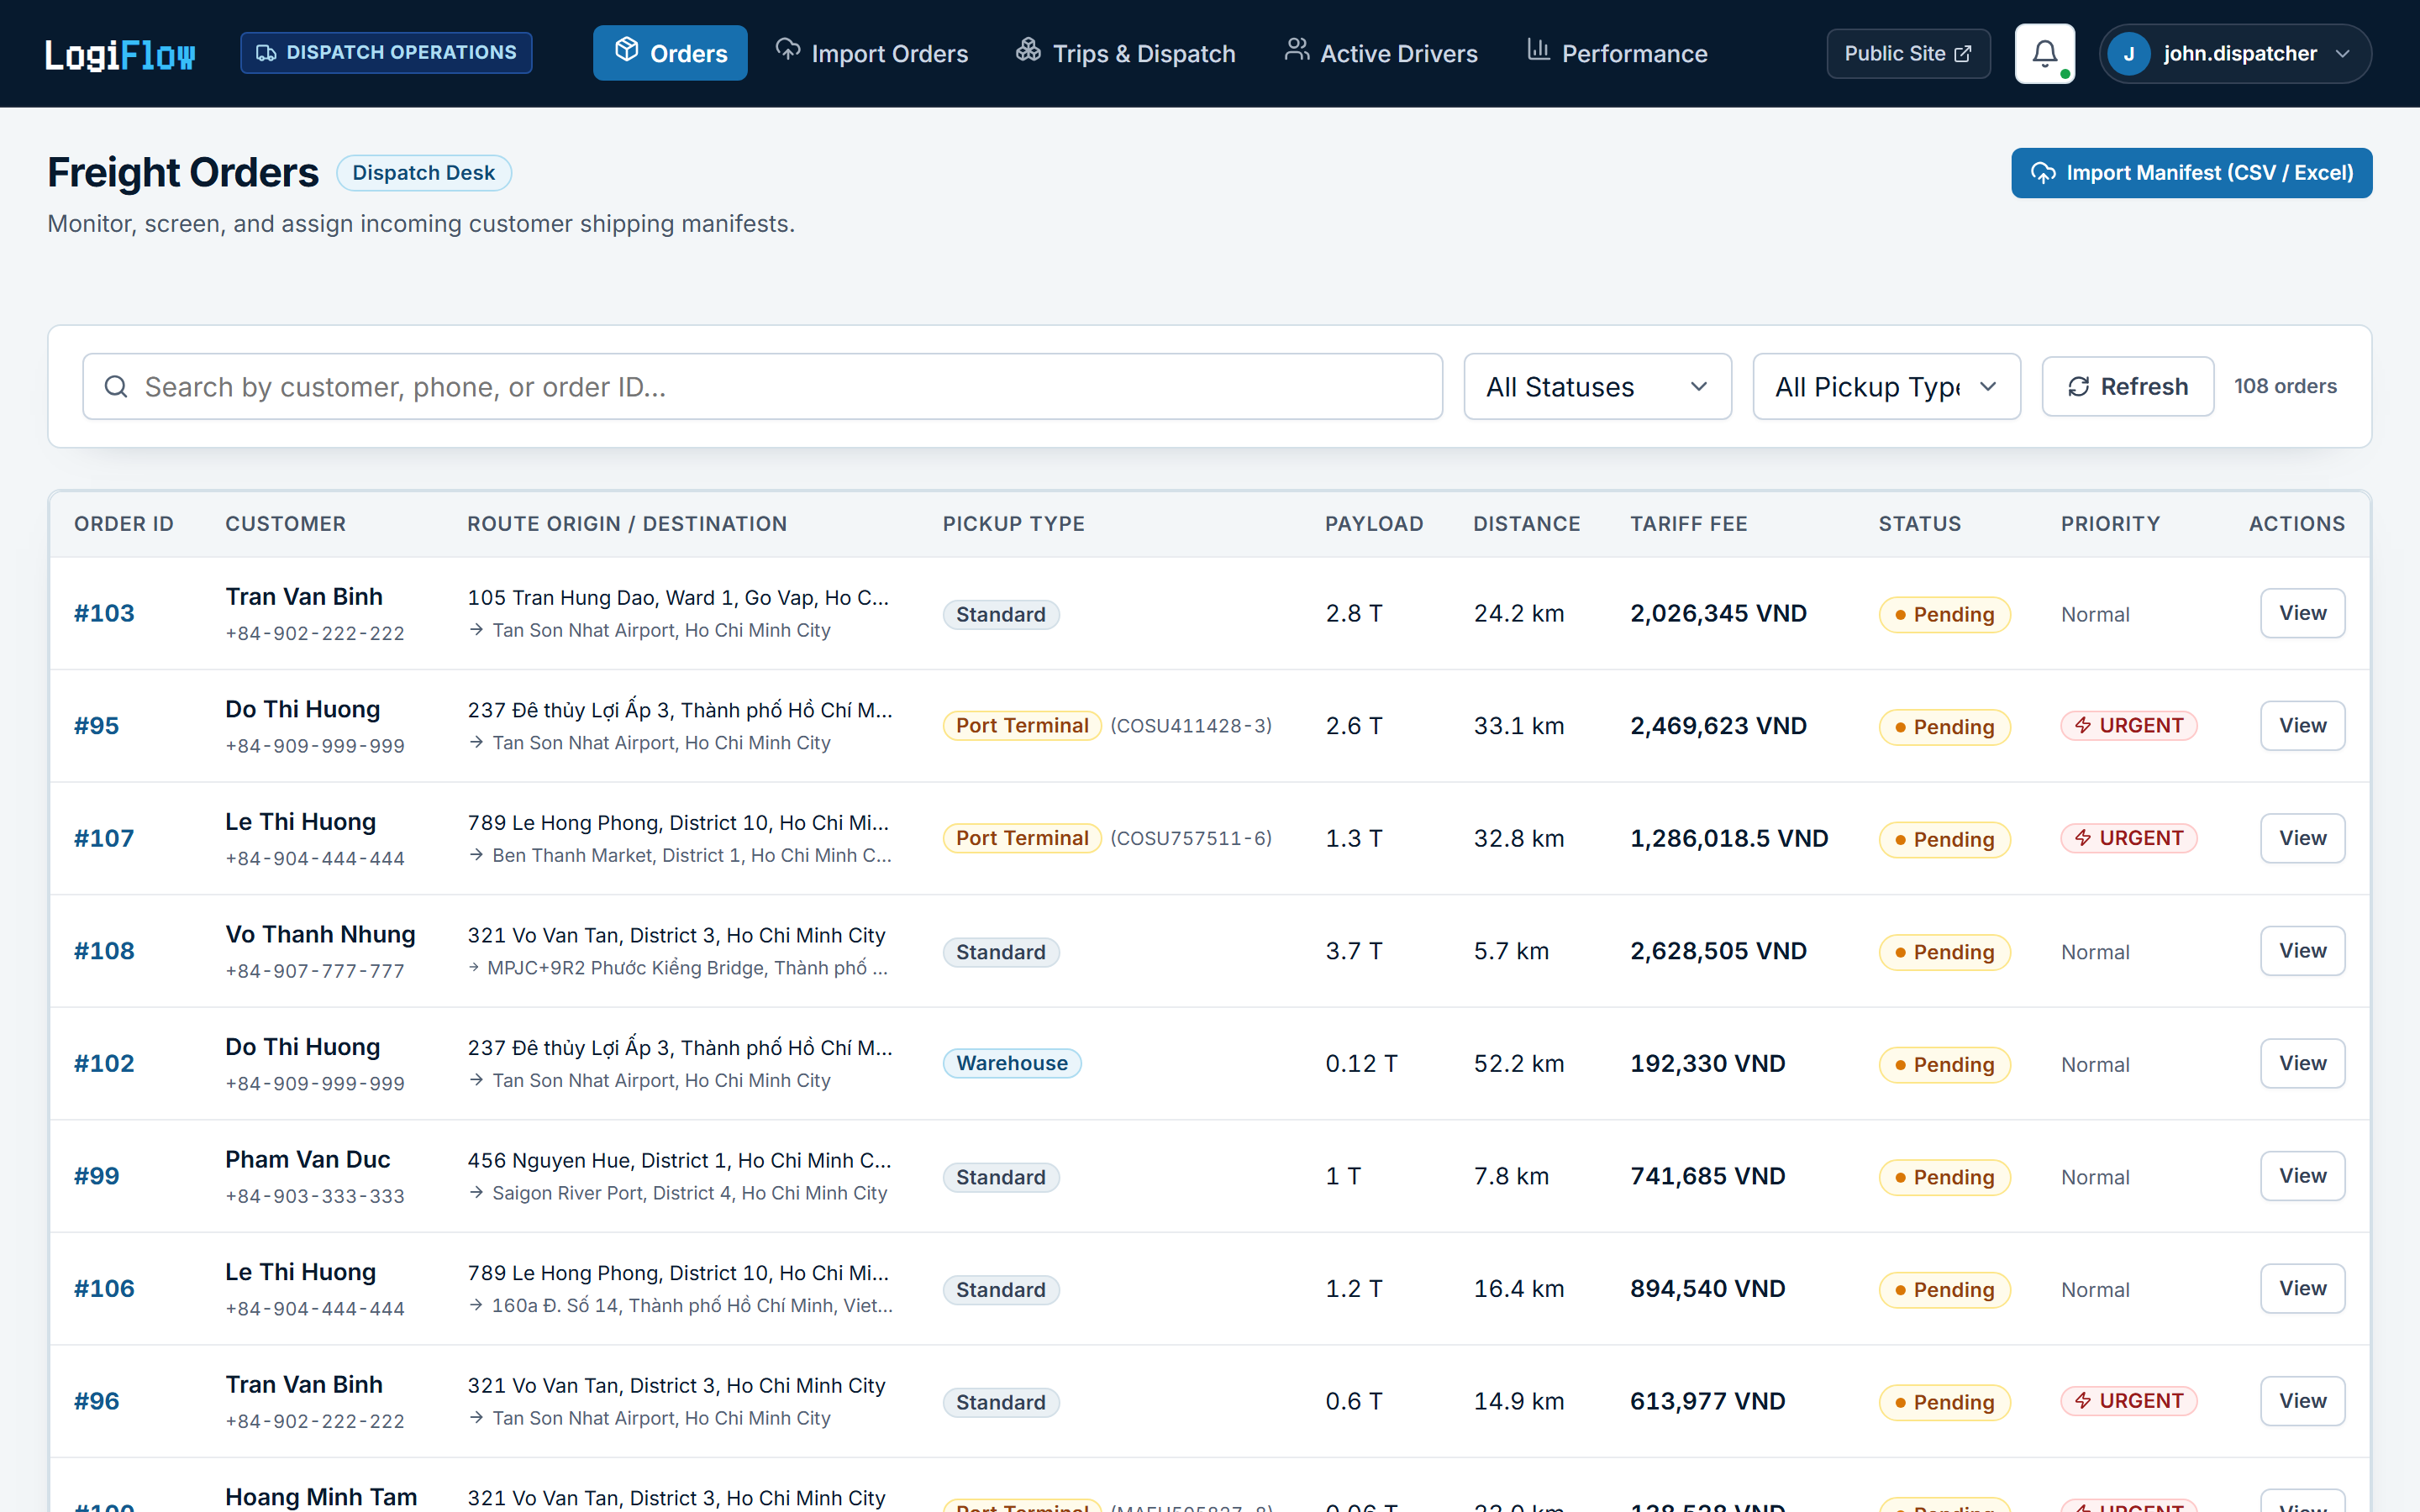 LogiFlow
DISPATCH OPERATIONS
Orders
Import Orders
Trips & Dispatch
Active Drivers
Performance
Public Site
J
john.dispatcher
Freight Orders
Dispatch Desk
Import Manifest (CSV / Excel)
Monitor, screen, and assign incoming customer shipping manifests.
Search by customer, phone, or order ID...
All Statuses
All Pickup Type
Refresh
108 orders
ORDER ID CUSTOMER ROUTE ORIGIN / DESTINATION PICKUP TYPE PAYLOAD DISTANCE TARIFF FEE STATUS PRIORITY ACTIONS
#103 Tran Van Binh 105 Tran Hung Dao, Ward 1, Go Vap, Ho C... Standard 2.8 T 24.2 km 2,026,345 VND Pending Normal View
+84-902-222-222 → Tan Son Nhat Airport, Ho Chi Minh City
#95 Do Thi Huong 237 Đê thủy Lợi Ấp 3, Thành phố Hồ Chí M... Port Terminal (COSU411428-3) 2.6 T 33.1 km 2,469,623 VND Pending URGENT View
+84-909-999-999 → Tan Son Nhat Airport, Ho Chi Minh City
#107 Le Thi Huong 789 Le Hong Phong, District 10, Ho Chi Mi... Port Terminal (COSU757511-6) 1.3 T 32.8 km 1,286,018.5 VND Pending URGENT View
+84-904-444-444 → Ben Thanh Market, District 1, Ho Chi Minh C...
#108 Vo Thanh Nhung 321 Vo Van Tan, District 3, Ho Chi Minh City Standard 3.7 T 5.7 km 2,628,505 VND Pending Normal View
+84-907-777-777 → MPJC+9R2 Phước Kiểng Bridge, Thành phố ...
#102 Do Thi Huong 237 Đê thủy Lợi Ấp 3, Thành phố Hồ Chí M... Warehouse 0.12 T 52.2 km 192,330 VND Pending Normal View
+84-909-999-999 → Tan Son Nhat Airport, Ho Chi Minh City
#99 Pham Van Duc 456 Nguyen Hue, District 1, Ho Chi Minh C... Standard 1 T 7.8 km 741,685 VND Pending Normal View
+84-903-333-333 → Saigon River Port, District 4, Ho Chi Minh City
#106 Le Thi Huong 789 Le Hong Phong, District 10, Ho Chi Mi... Standard 1.2 T 16.4 km 894,540 VND Pending Normal View
+84-904-444-444 → 160a Đ. Số 14, Thành phố Hồ Chí Minh, Viet...
#96 Tran Van Binh 321 Vo Van Tan, District 3, Ho Chi Minh City Standard 0.6 T 14.9 km 613,977 VND Pending URGENT View
+84-902-222-222 → Tan Son Nhat Airport, Ho Chi Minh City
#100 Hoang Minh Tam 321 Vo Van Tan, District 3, Ho Chi Minh City Port Terminal Pending URGENT View